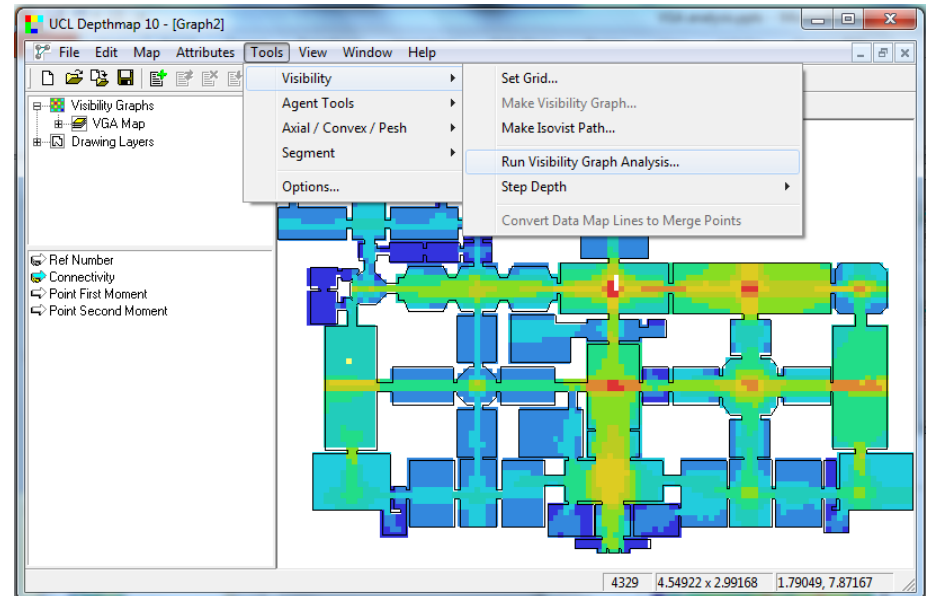 UCL Depthmap 10 - [Graph2]
File Edit Map Attributes Tools View Window Help
Visibility Graphs
VGA Map
Drawing Layers
Visibility
Agent Tools
Axial / Convex / Pesh
Segment
Options...
Set Grid...
Make Visibility Graph...
Make Isovist Path...
Run Visibility Graph Analysis...
Step Depth
Convert Data Map Lines to Merge Points
Ref Number
Connectivity
Point First Moment
Point Second Moment
4329 4.54922 x 2.99168 1.79049, 7.87167